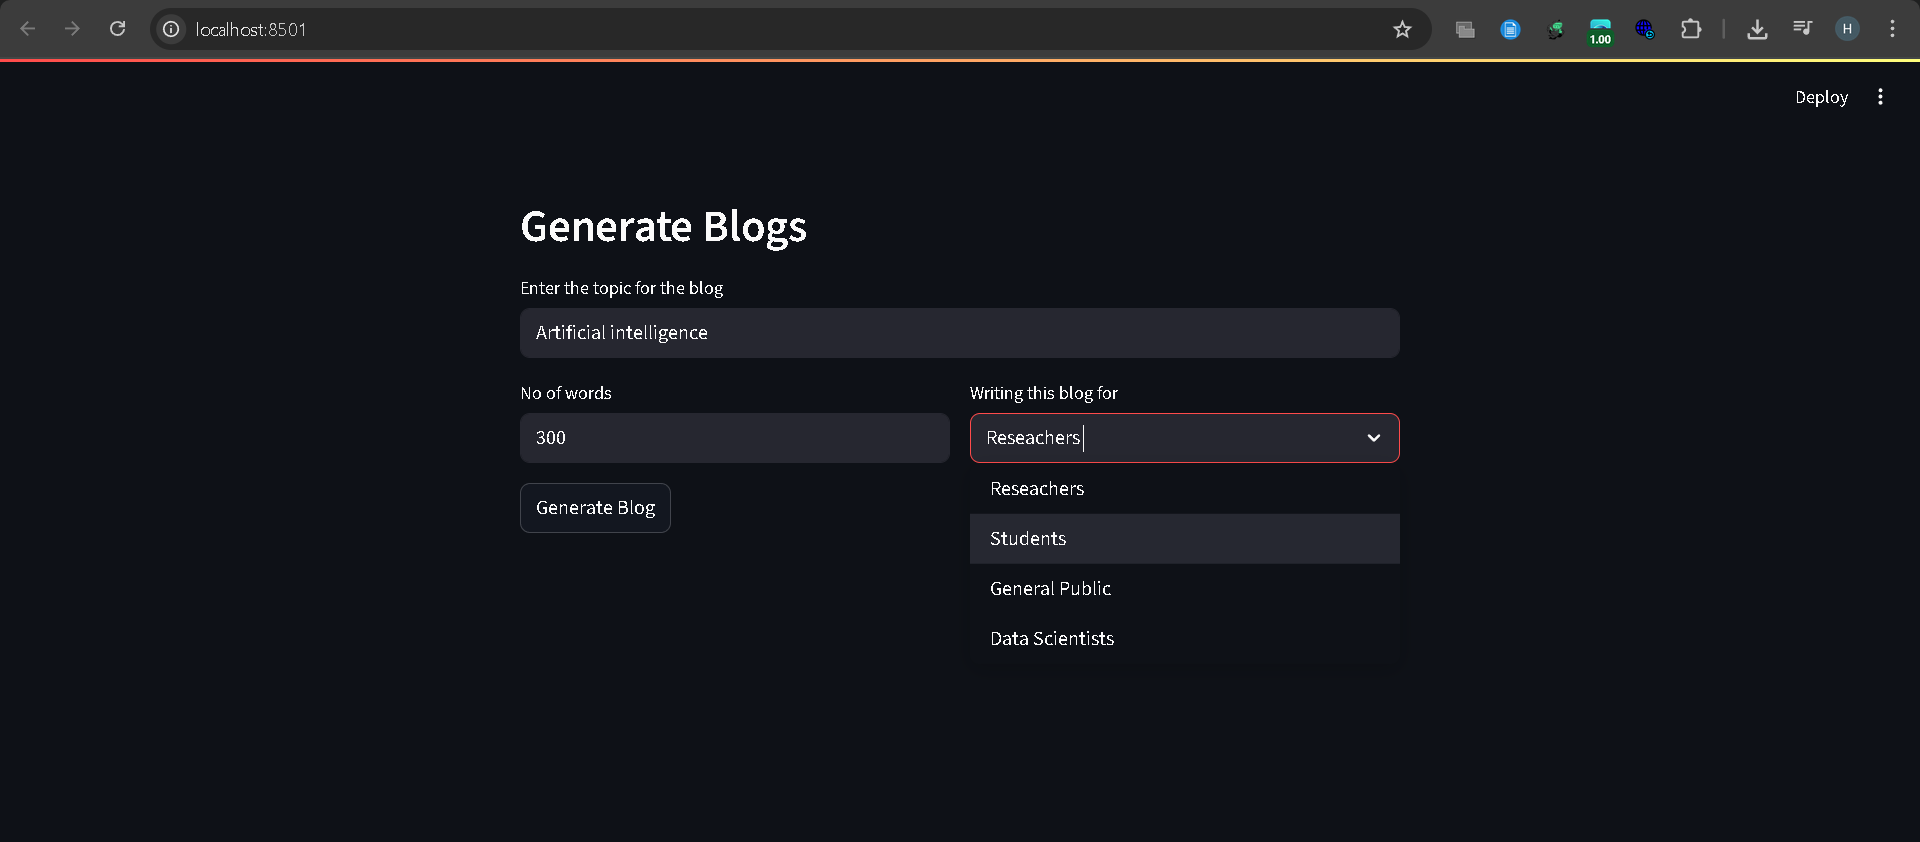 localhost:8501
1.00
H
Deploy
Generate Blogs
Enter the topic for the blog
Artificial intelligence
No of words
Writing this blog for
300
Reseachers
Generate Blog
Reseachers
Students
General Public
Data Scientists